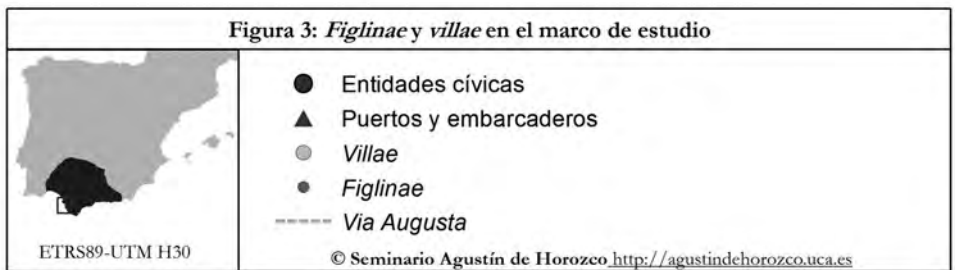 Figura 3: Figlinae y villae en el marco de estudio
Entidades cívicas
Puertos y embarcaderos
Villae
Figlinae
Via Augusta
ETRS89-UTM H30
© Seminario Agustín de Horozco http://agustindehorozco.uca.es